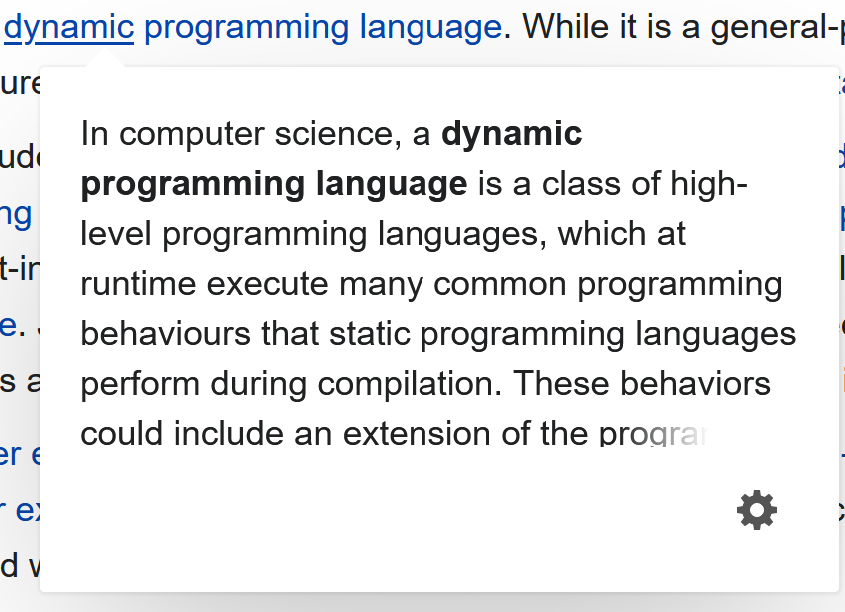 dynamic programming language. While it is a general-
In computer science, a dynamic
programming language is a class of high-
level programming languages, which at
runtime execute many common programming
behaviours that static programming languages
perform during compilation. These behaviors
could include an extension of the